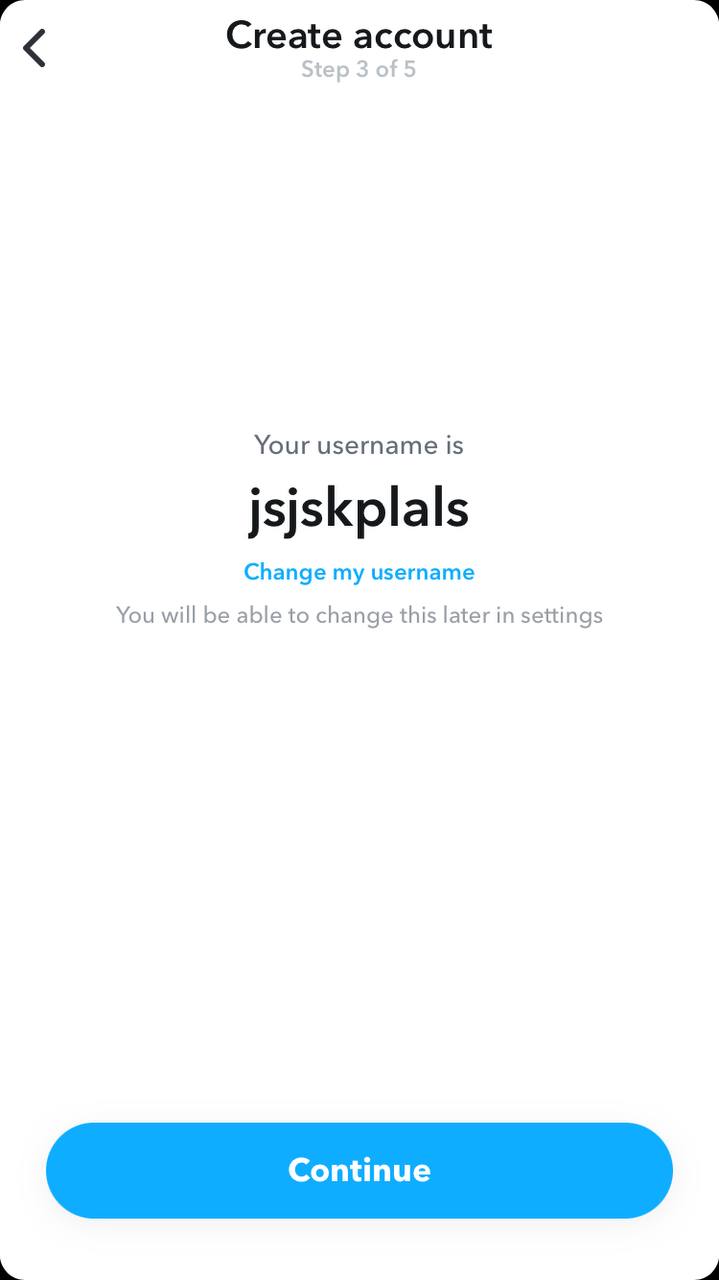 Create account
Step 3 of 5
Your username is
jsjskplals
Change my username
You will be able to change this later in settings
Continue